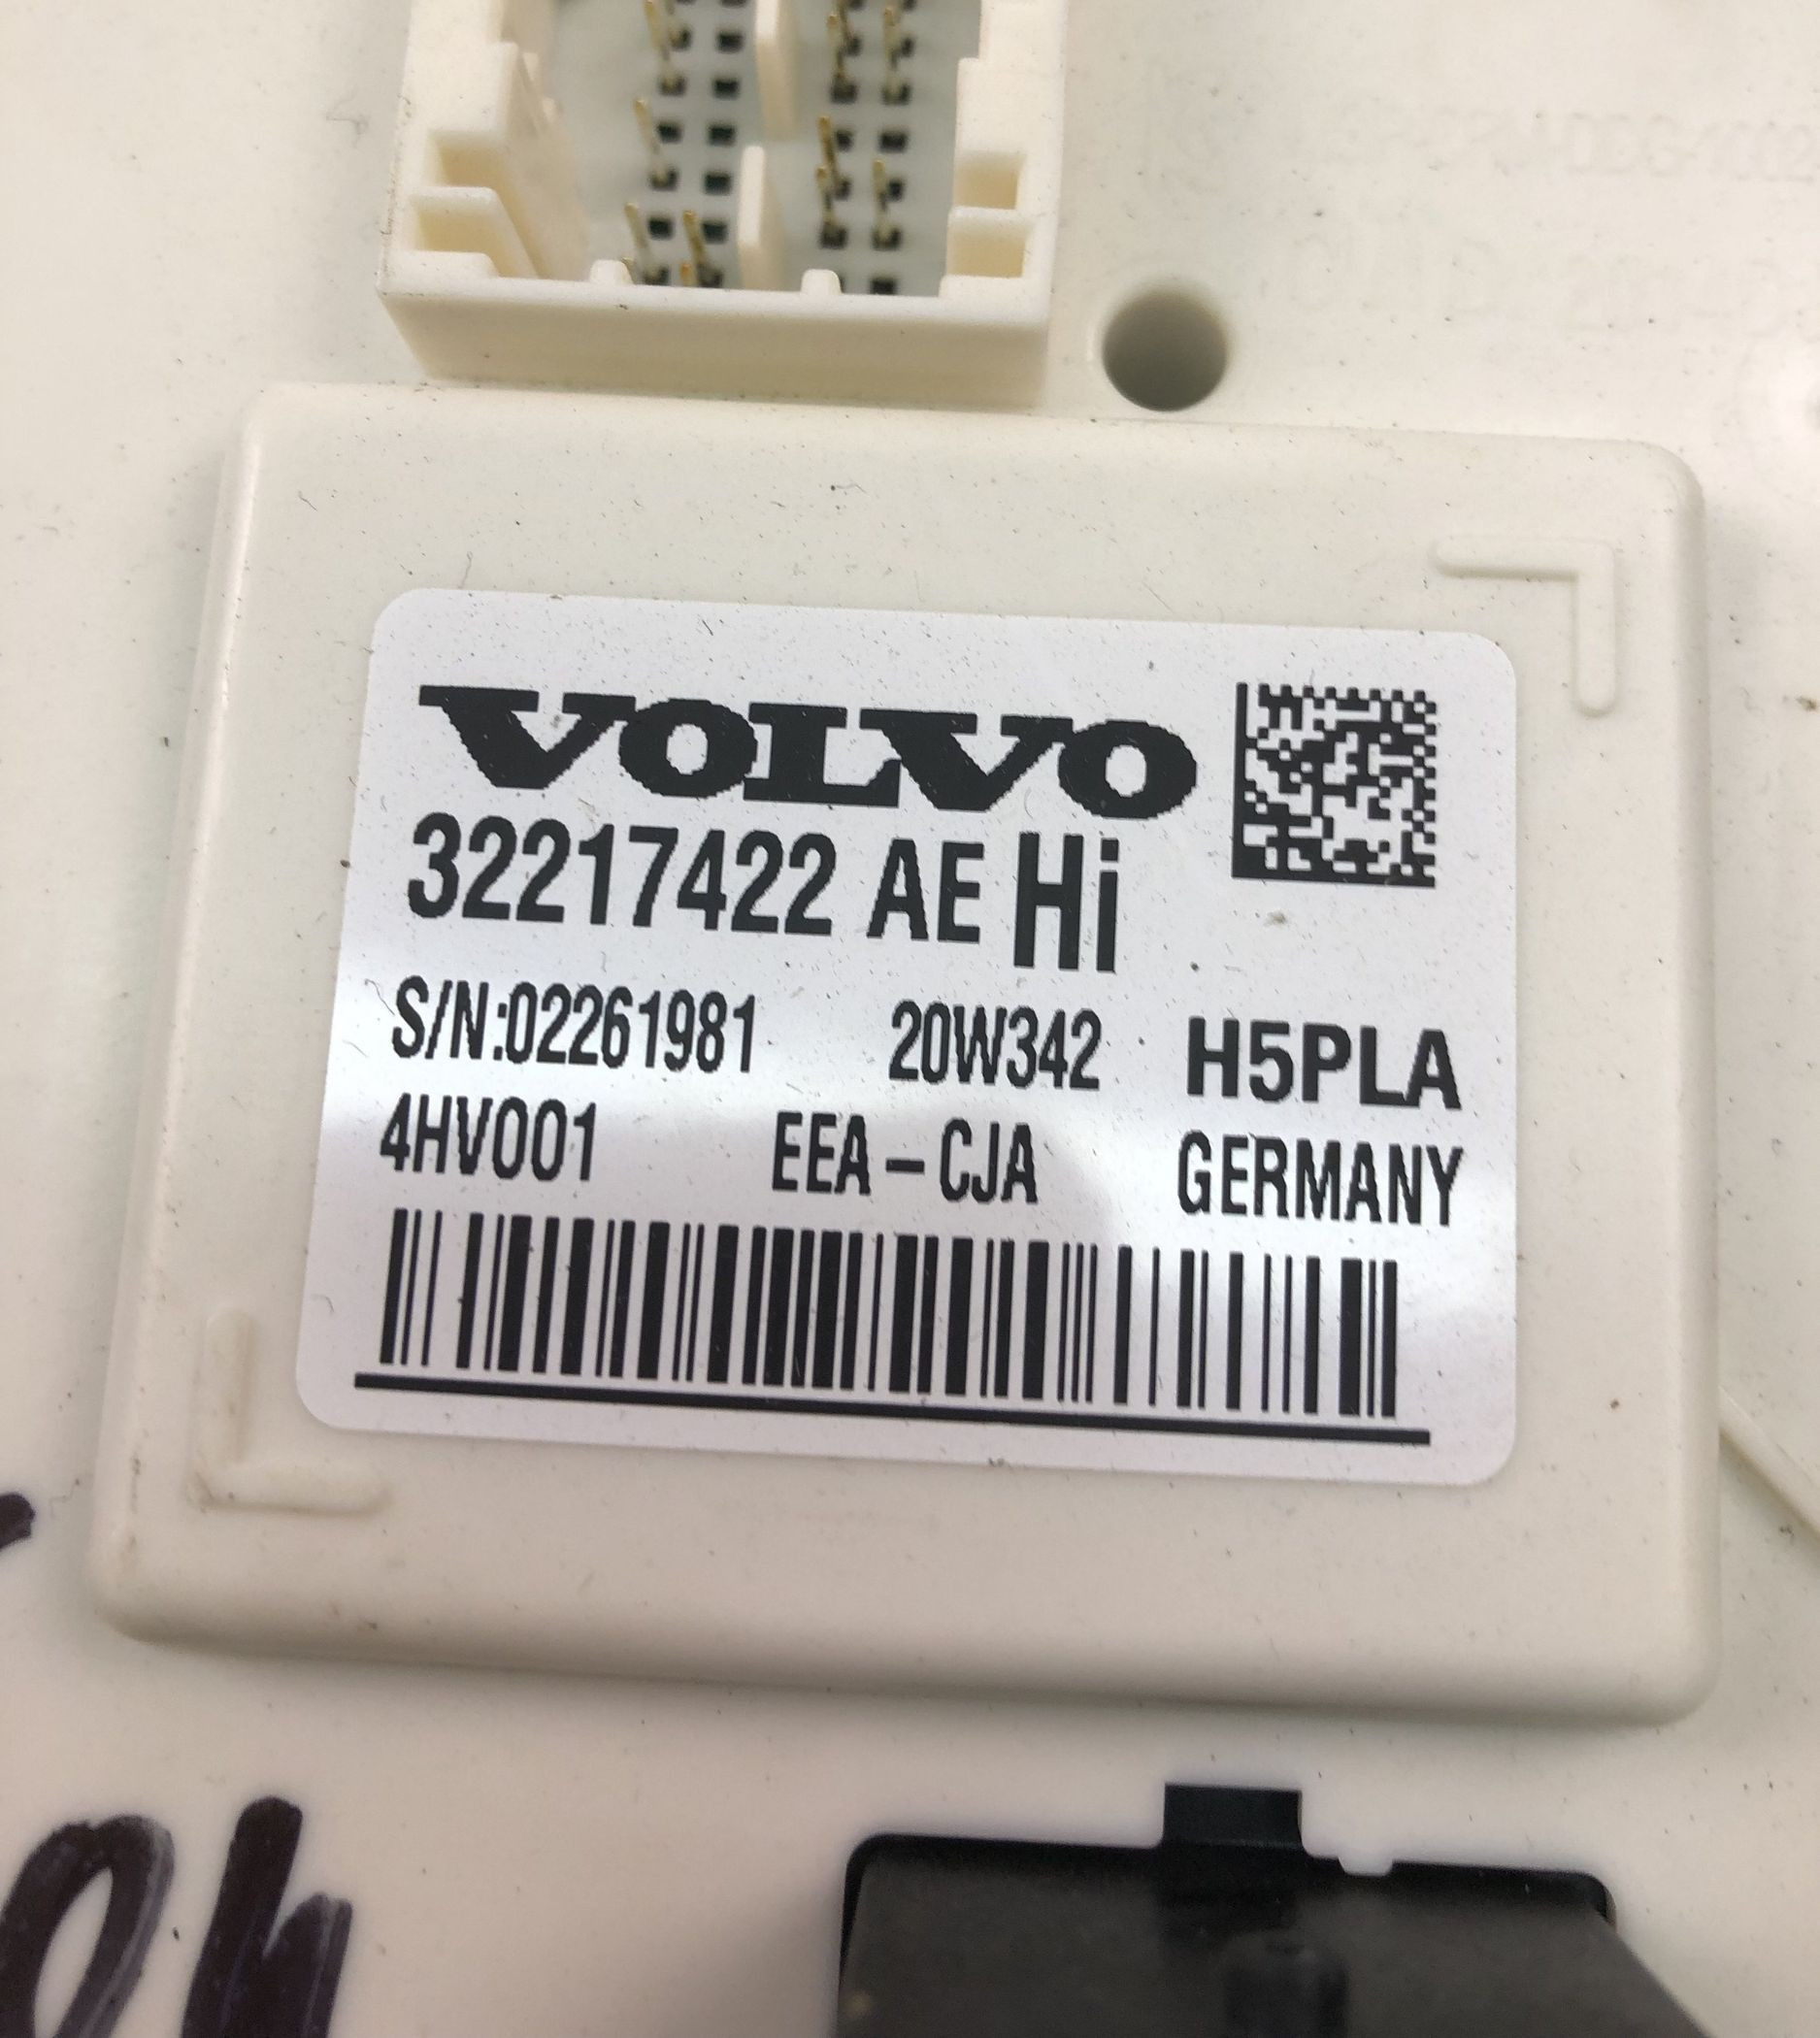 VOLVO
32217422 AE Hi
S/N:02261981 20W342 H5PLA
4HV001 EEA-CJA GERMANY